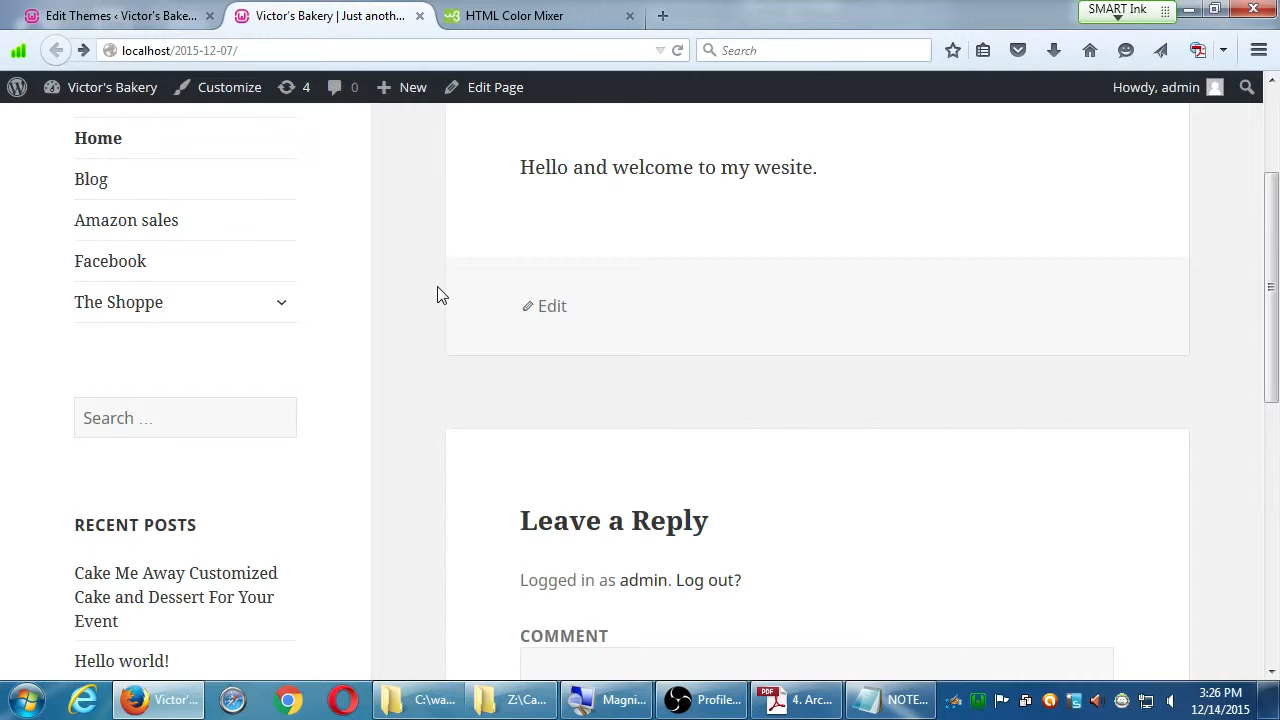 Edit Themes ‹ Victor's Bake...
Victor's Bakery | Just anoth...
HTML Color Mixer
SMART Ink
localhost/2015-12-07/
Search
Victor's Bakery
Customize
4
0
New
Edit Page
Howdy, admin
Home
Blog
Amazon sales
Facebook
The Shoppe
Search …
RECENT POSTS
Cake Me Away Customized
Cake and Dessert For Your
Event
Hello world!
Hello and welcome to my wesite.
Edit
Leave a Reply
Logged in as admin. Log out?
COMMENT
Victor'...
C:\wa...
Z:\Ca...
Magni...
Profile...
4. Arc...
NOTE...
3:26 PM
12/14/2015